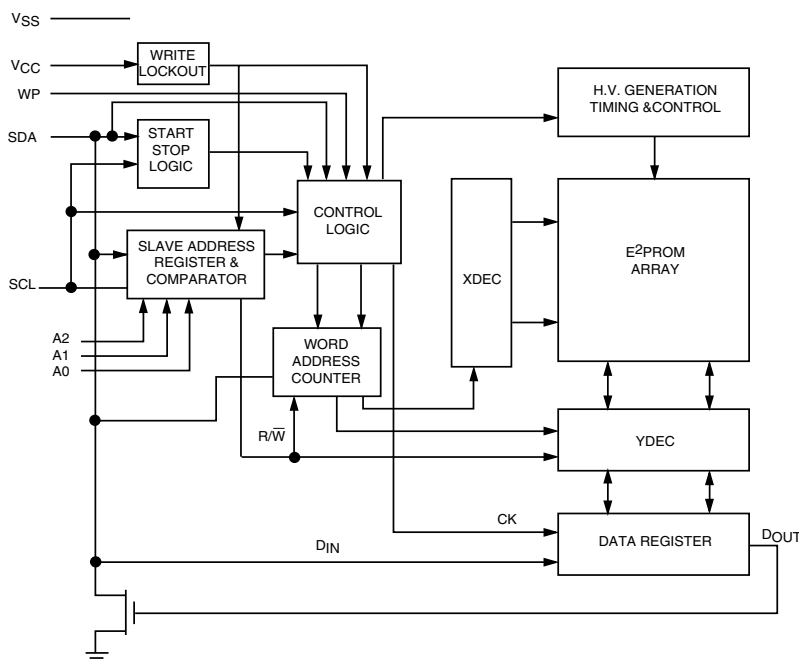 VSS
VCC
WP
SDA
SCL
A2
A1
A0
WRITE
LOCKOUT
START
STOP
LOGIC
SLAVE ADDRESS
REGISTER &
COMPARATOR
CONTROL
LOGIC
WORD
ADDRESS
COUNTER
R/W̅
XDEC
H.V. GENERATION
TIMING &CONTROL
E²PROM
ARRAY
YDEC
CK
DATA REGISTER
DOUT
DIN